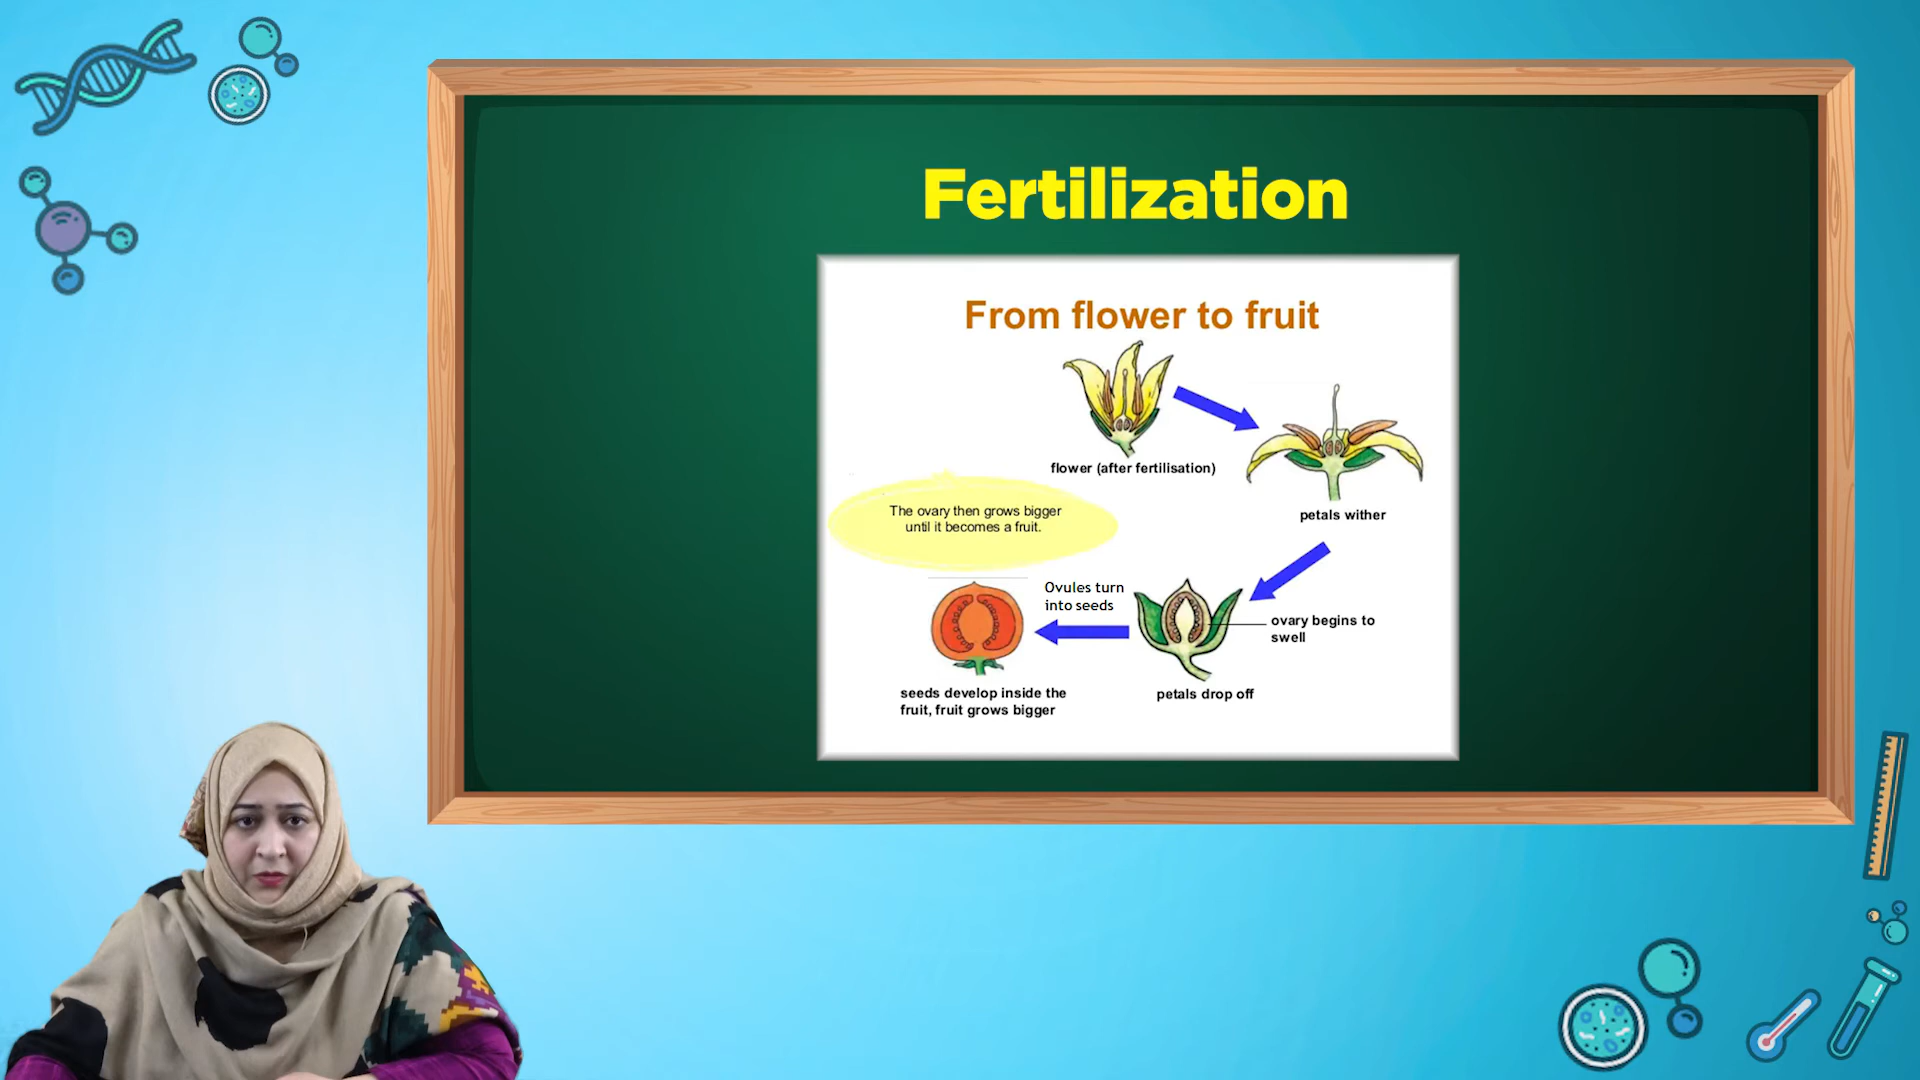 Fertilization
From flower to fruit
flower (after fertilisation)
petals wither
The ovary then grows bigger
until it becomes a fruit.
Ovules turn
into seeds
ovary begins to
swell
petals drop off
seeds develop inside the
fruit, fruit grows bigger